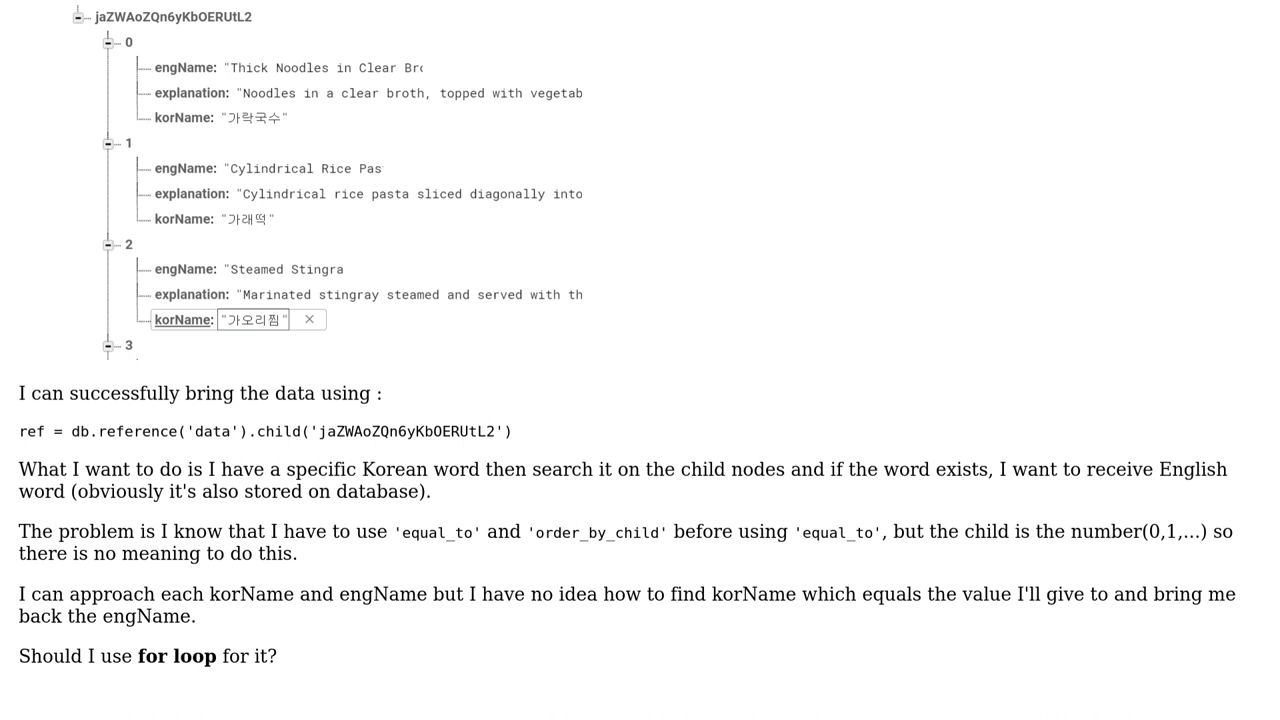 jaZWAoZQn6yKbOERUtL2
0
engName: "Thick Noodles in Clear Bro
explanation: "Noodles in a clear broth, topped with vegetab
korName: "가락국수"
1
engName: "Cylindrical Rice Pas
explanation: "Cylindrical rice pasta sliced diagonally into
korName: "가래떡"
2
engName: "Steamed Stingra
explanation: "Marinated stingray steamed and served with th
korName: "가오리찜" ×
3
I can successfully bring the data using :
ref = db.reference('data').child('jaZWAoZQn6yKbOERUtL2')
What I want to do is I have a specific Korean word then search it on the child nodes and if the word exists, I want to receive English
word (obviously it's also stored on database).
The problem is I know that I have to use 'equal_to' and 'order_by_child' before using 'equal_to', but the child is the number(0,1,...) so
there is no meaning to do this.
I can approach each korName and engName but I have no idea how to find korName which equals the value I'll give to and bring me
back the engName.
Should I use for loop for it?